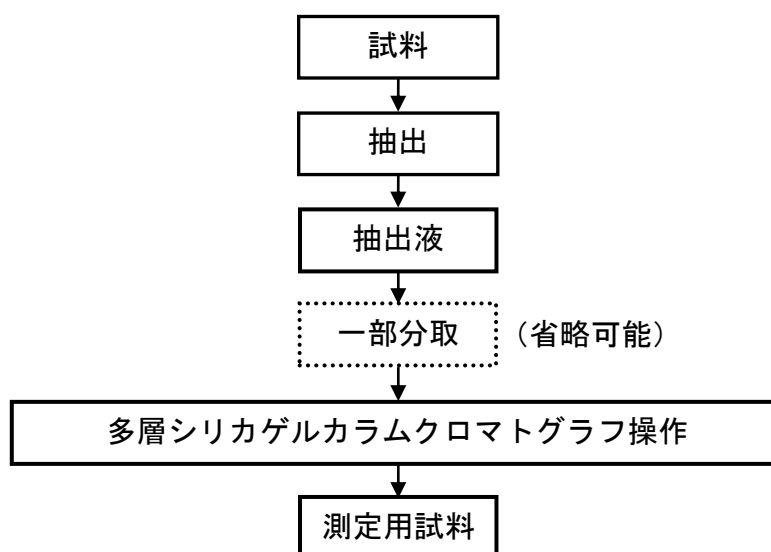 試料
抽出
抽出液
一部分取 （省略可能）
多層シリカゲルカラムクロマトグラフ操作
測定用試料